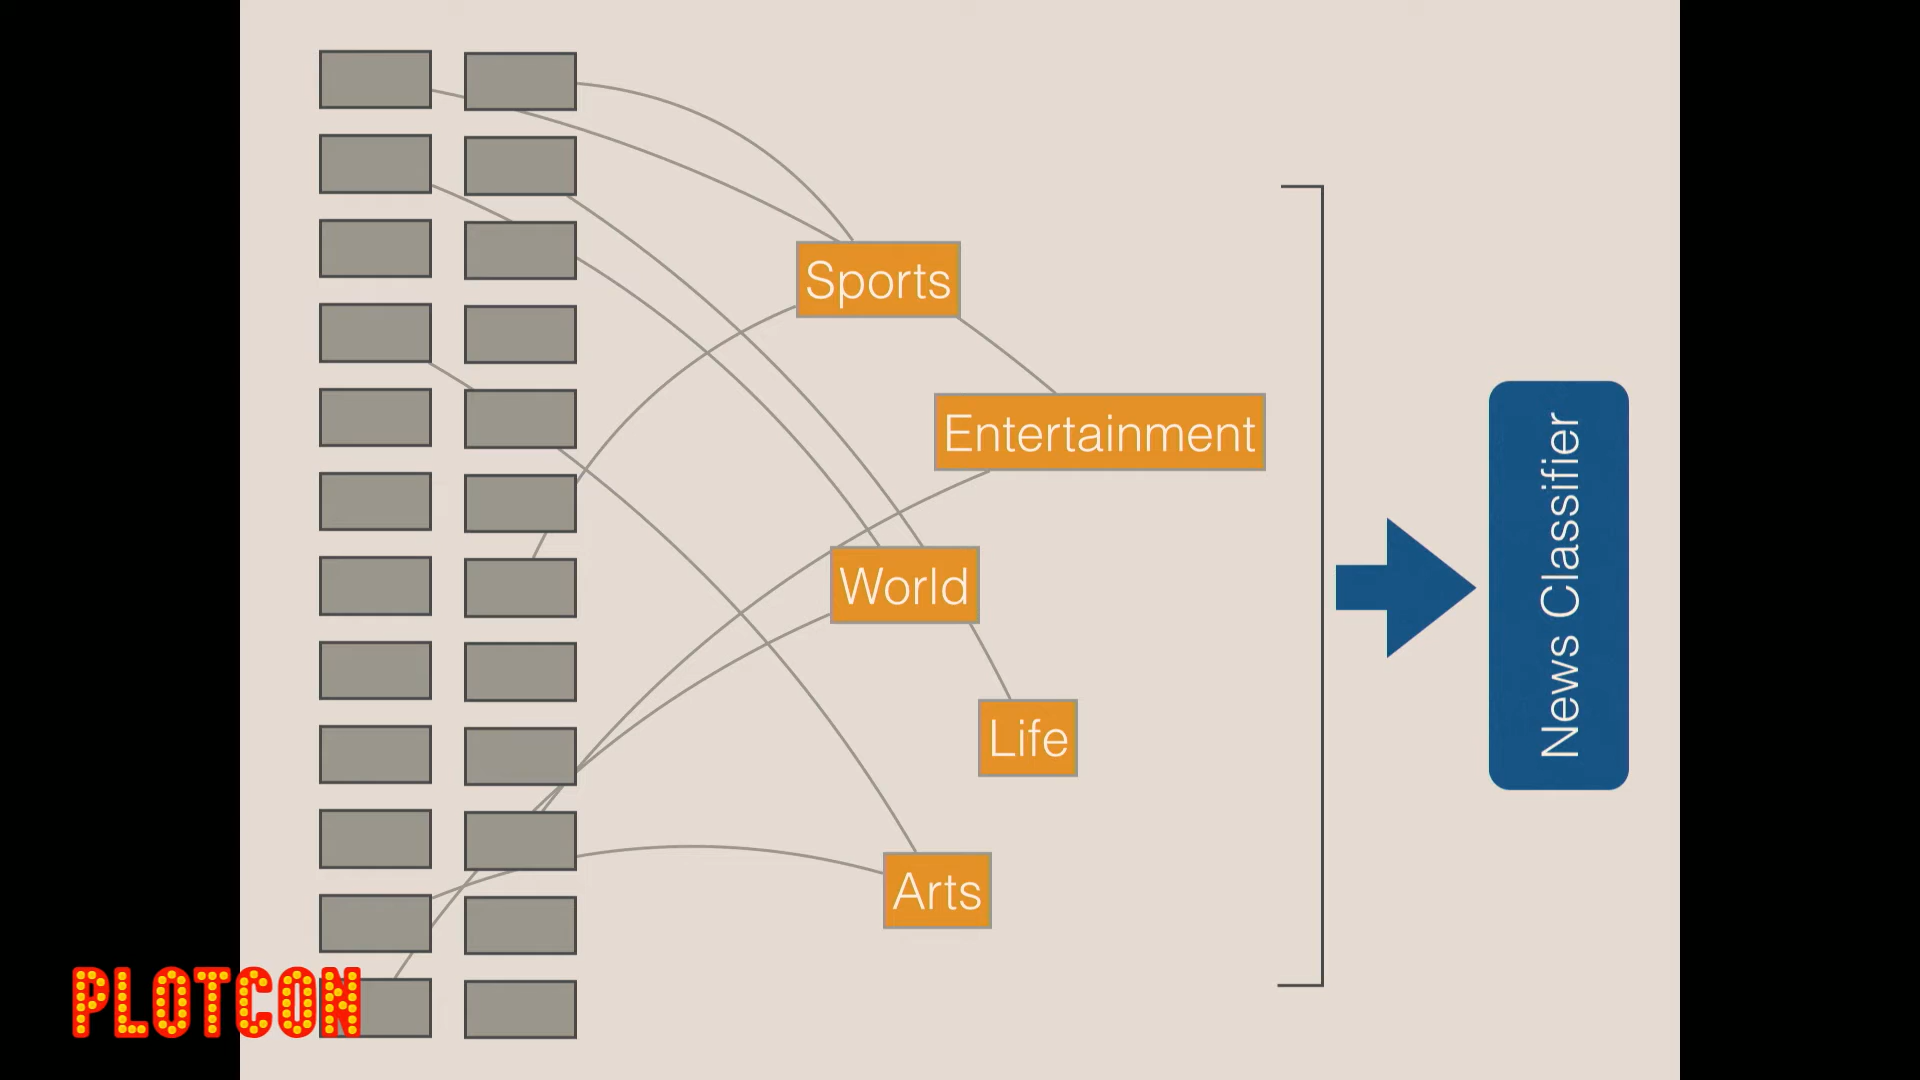 Sports
Entertainment
World
Life
Arts
News Classifier
PLOTCON